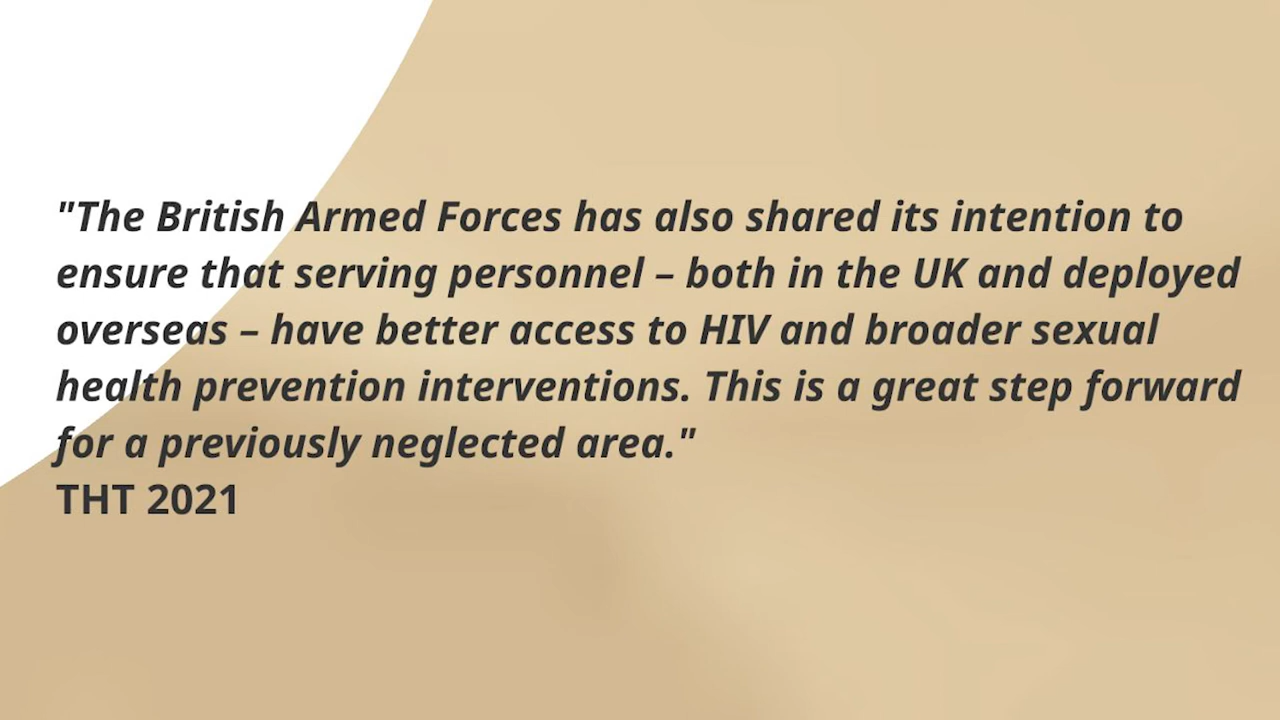 "The British Armed Forces has also shared its intention to
ensure that serving personnel – both in the UK and deployed
overseas – have better access to HIV and broader sexual
health prevention interventions. This is a great step forward
for a previously neglected area."
THT 2021